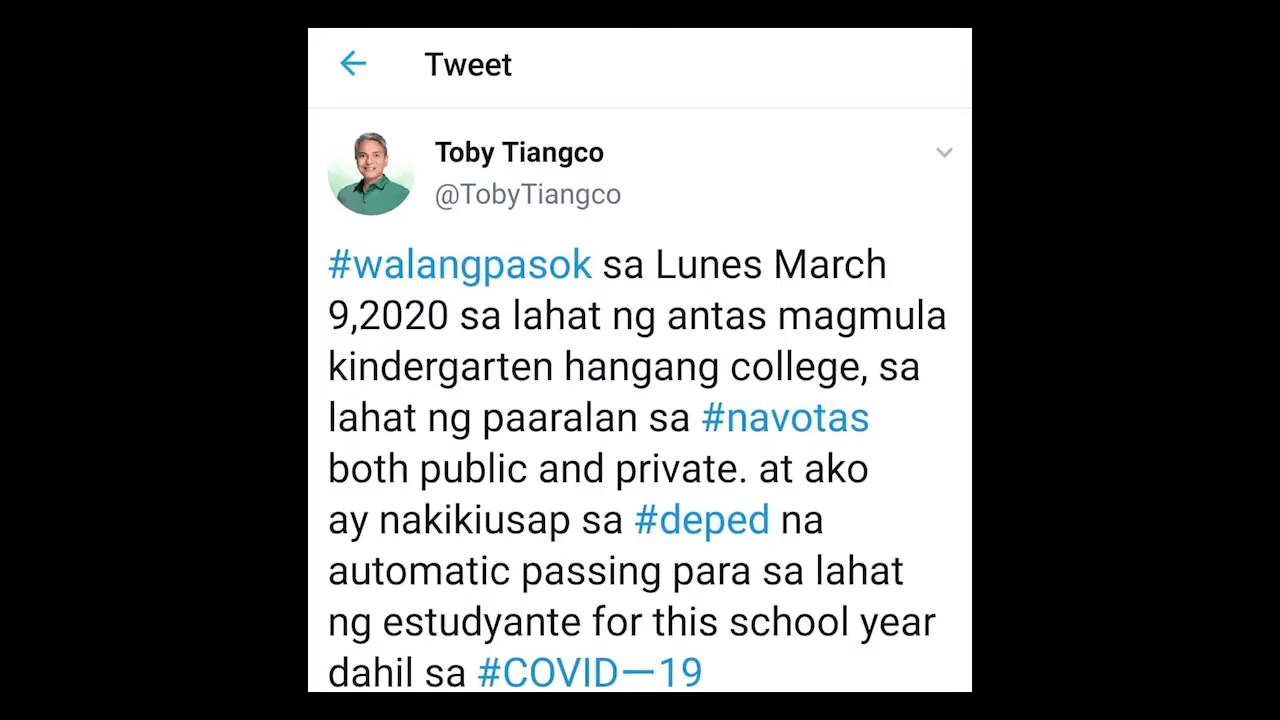 Tweet
Toby Tiangco
@TobyTiangco
#walangpasok sa Lunes March
9,2020 sa lahat ng antas magmula
kindergarten hangang college, sa
lahat ng paaralan sa #navotas
both public and private. at ako
ay nakikiusap sa #deped na
automatic passing para sa lahat
ng estudyante for this school year
dahil sa #COVID—19